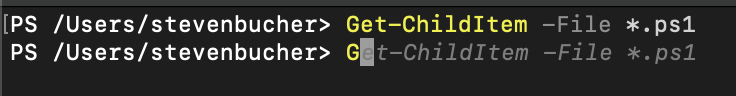 [PS /Users/stevenbucher> Get-ChildItem -File *.ps1
PS /Users/stevenbucher> Get-ChildItem -File *.ps1